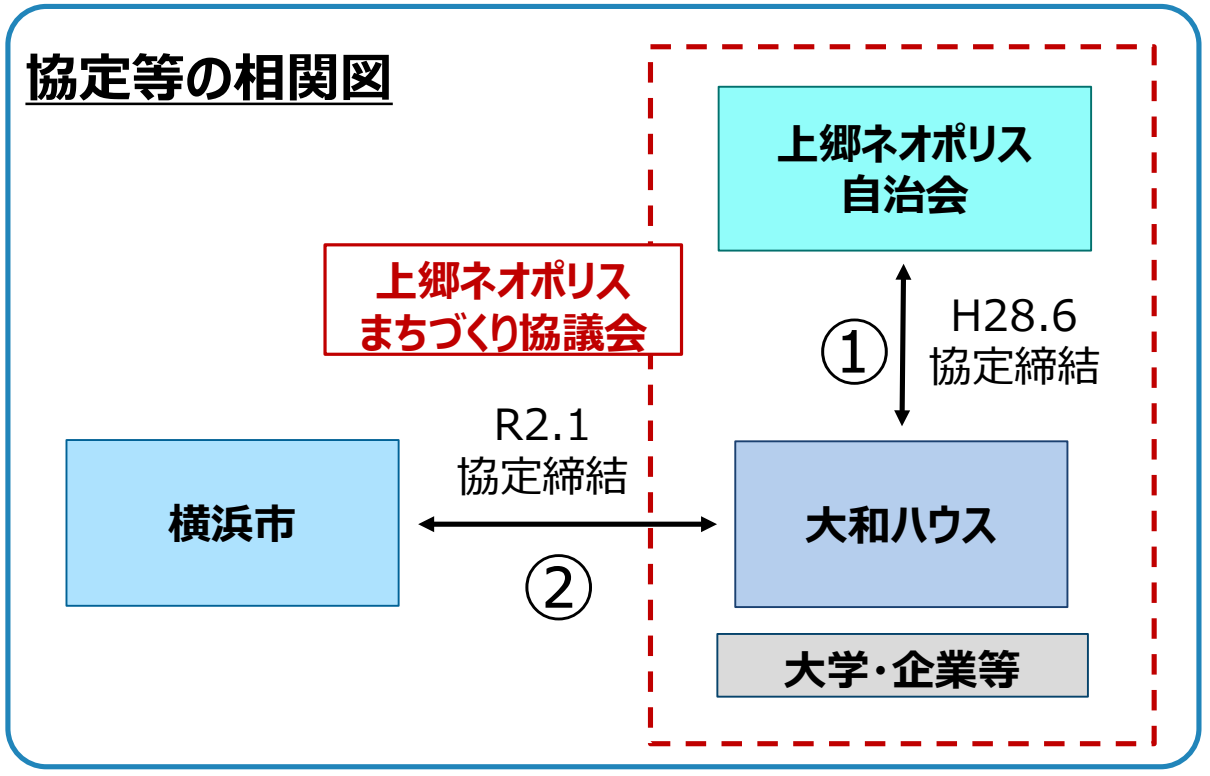 協定等の相関図
上郷ネオポリス
自治会
上郷ネオポリス
まちづくり協議会
①
H28.6
協定締結
R2.1
協定締結
横浜市
大和ハウス
②
大学・企業等